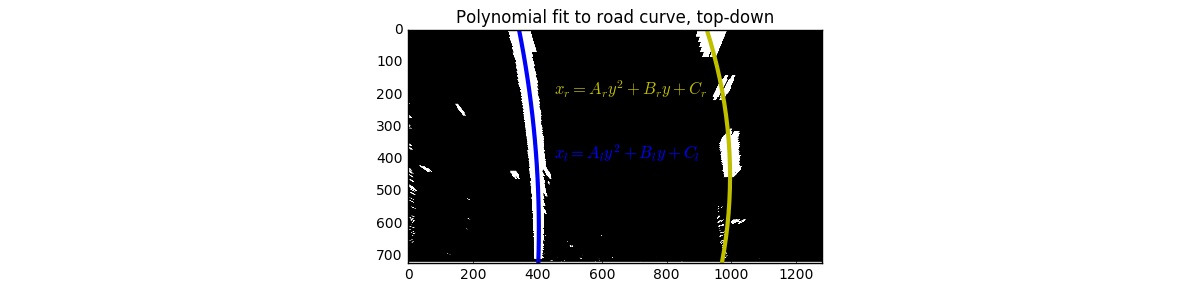 Polynomial fit to road curve, top-down
0
100
200
300
400
500
600
700
x_r = A_r y^2 + B_r y + C_r
x_l = A_l y^2 + B_l y + C_l
0 200 400 600 800 1000 1200